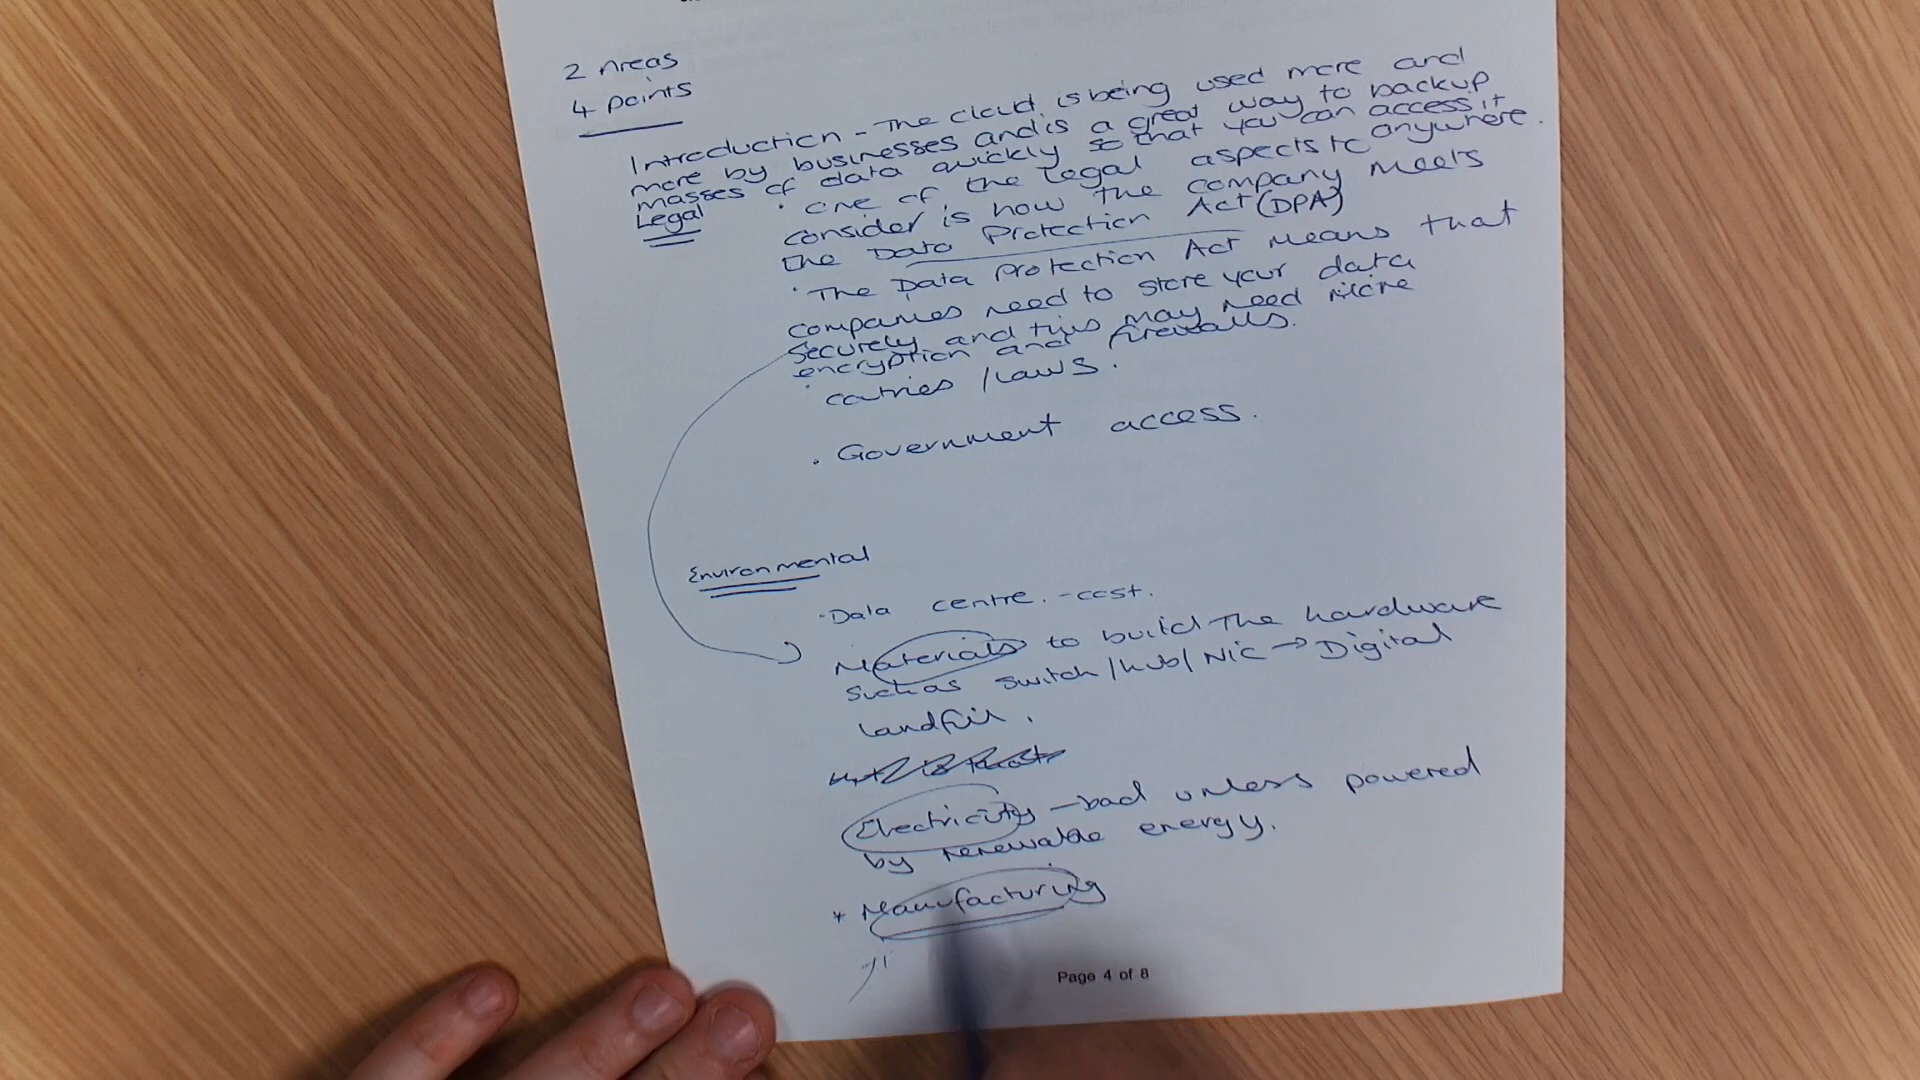 2 Areas
4 points
Introduction - The cloud is being used more and
more by businesses and is a great way to backup
masses of data quickly so that you can access it
anywhere.
Legal
· one of the legal aspects to
consider is how the company meets
the Data Protection Act (DPA)
· The Data Protection Act means that
companies need to store your data
securely and this may need more
encryption and firewalls.
· contries / laws.
· Government access.
Environmental
· Data centre. - cost.
Materials to build the hardware
such as switch / hub / NIC → Digital
landfill.
Electricity - bad unless powered
by renewable energy.
* Manufacturing
Page 4 of 8